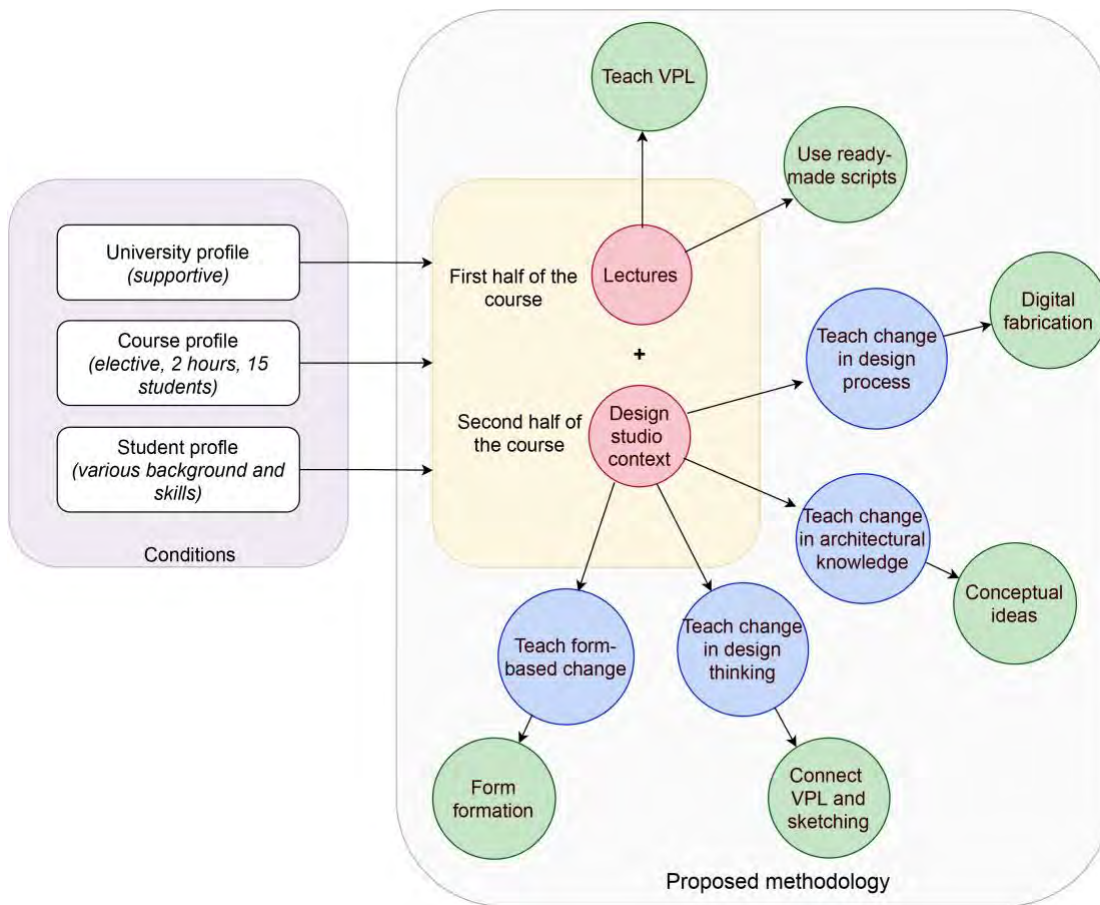 Teach VPL
Use ready-
made scripts
University profile
(supportive)
Course profile
(elective, 2 hours, 15
students)
Student profile
(various background and
skills)
Conditions
First half of the
course
Lectures
+
Second half of
the course
Design
studio
context
Teach change
in design
process
Digital
fabrication
Teach change
in architectural
knowledge
Conceptual
ideas
Teach form-
based change
Teach change
in design
thinking
Form
formation
Connect
VPL and
sketching
Proposed methodology